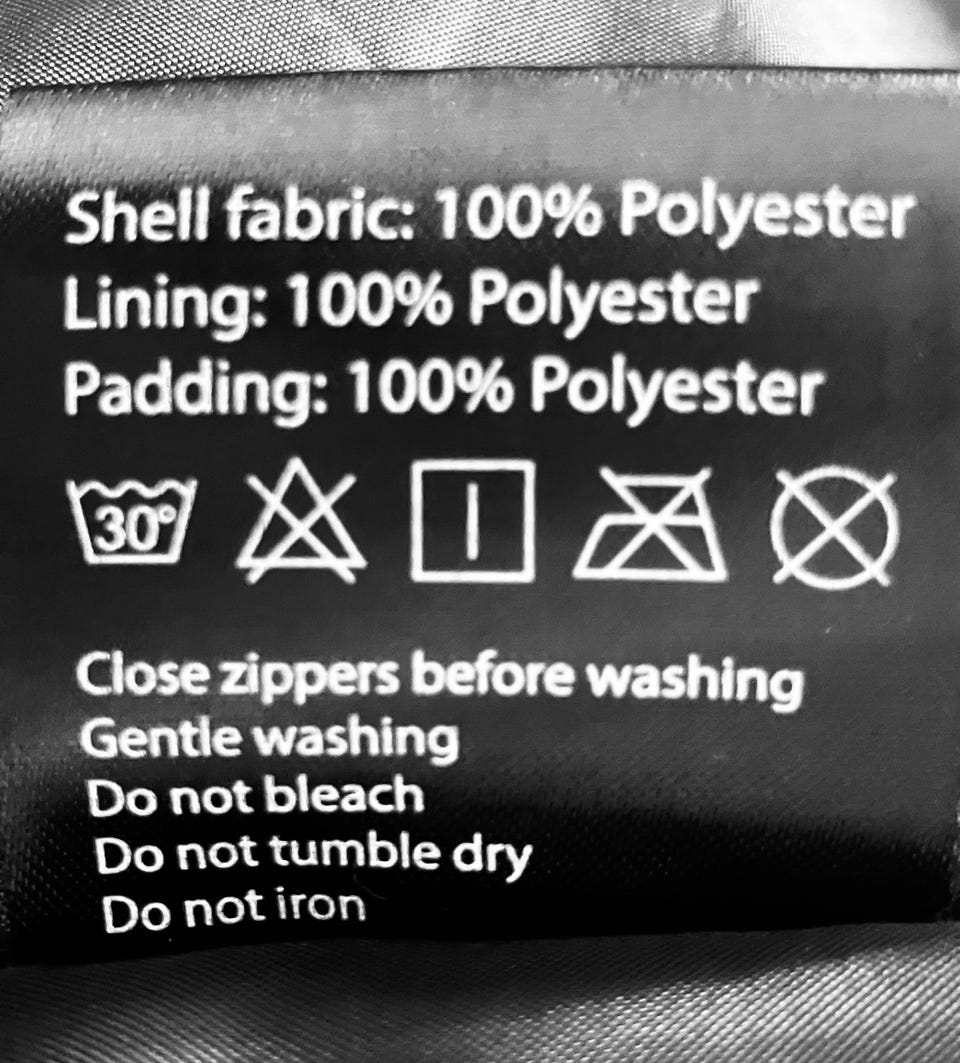 Shell fabric: 100% Polyester
Lining: 100% Polyester
Padding: 100% Polyester
30°
Close zippers before washing
Gentle washing
Do not bleach
Do not tumble dry
Do not iron